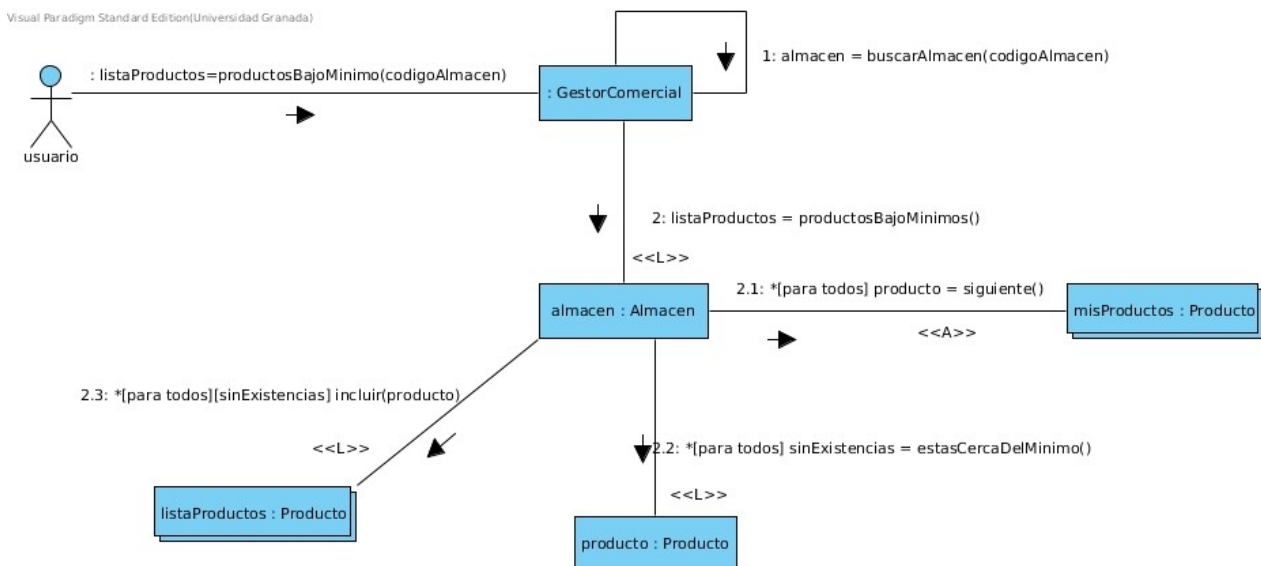 Visual Paradigm Standard Edition(Universidad Granada)
1: almacen = buscarAlmacen(codigoAlmacen)
: listaProductos=productosBajoMinimo(codigoAlmacen)
: GestorComercial
usuario
2: listaProductos = productosBajoMinimos()
<<L>>
2.1: *[para todos] producto = siguiente()
almacen : Almacen
misProductos : Producto
<<A>>
2.3: *[para todos][sinExistencias] incluir(producto)
<<L>>
2.2: *[para todos] sinExistencias = estasCercaDelMinimo()
<<L>>
listaProductos : Producto
producto : Producto